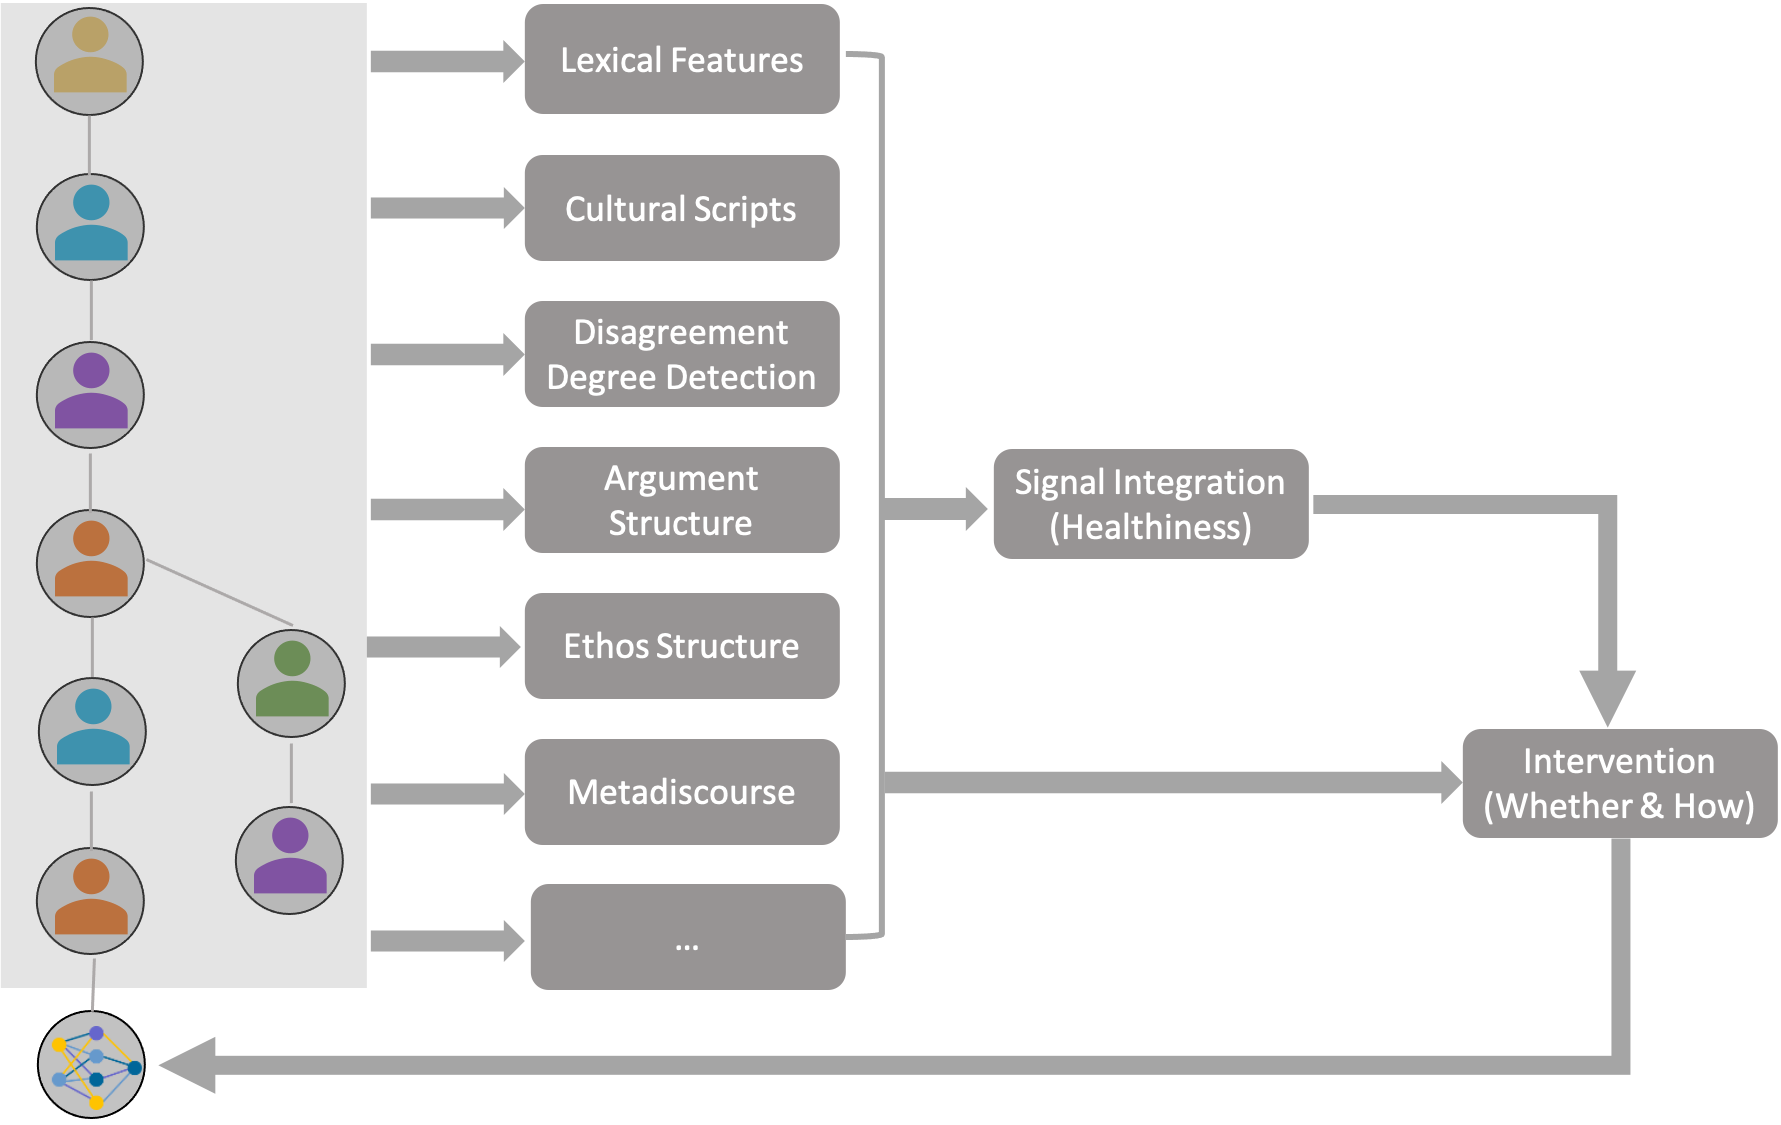 Lexical Features
Cultural Scripts
Disagreement
Degree Detection
Argument
Structure
Ethos Structure
Metadiscourse
...
Signal Integration
(Healthiness)
Intervention
(Whether & How)